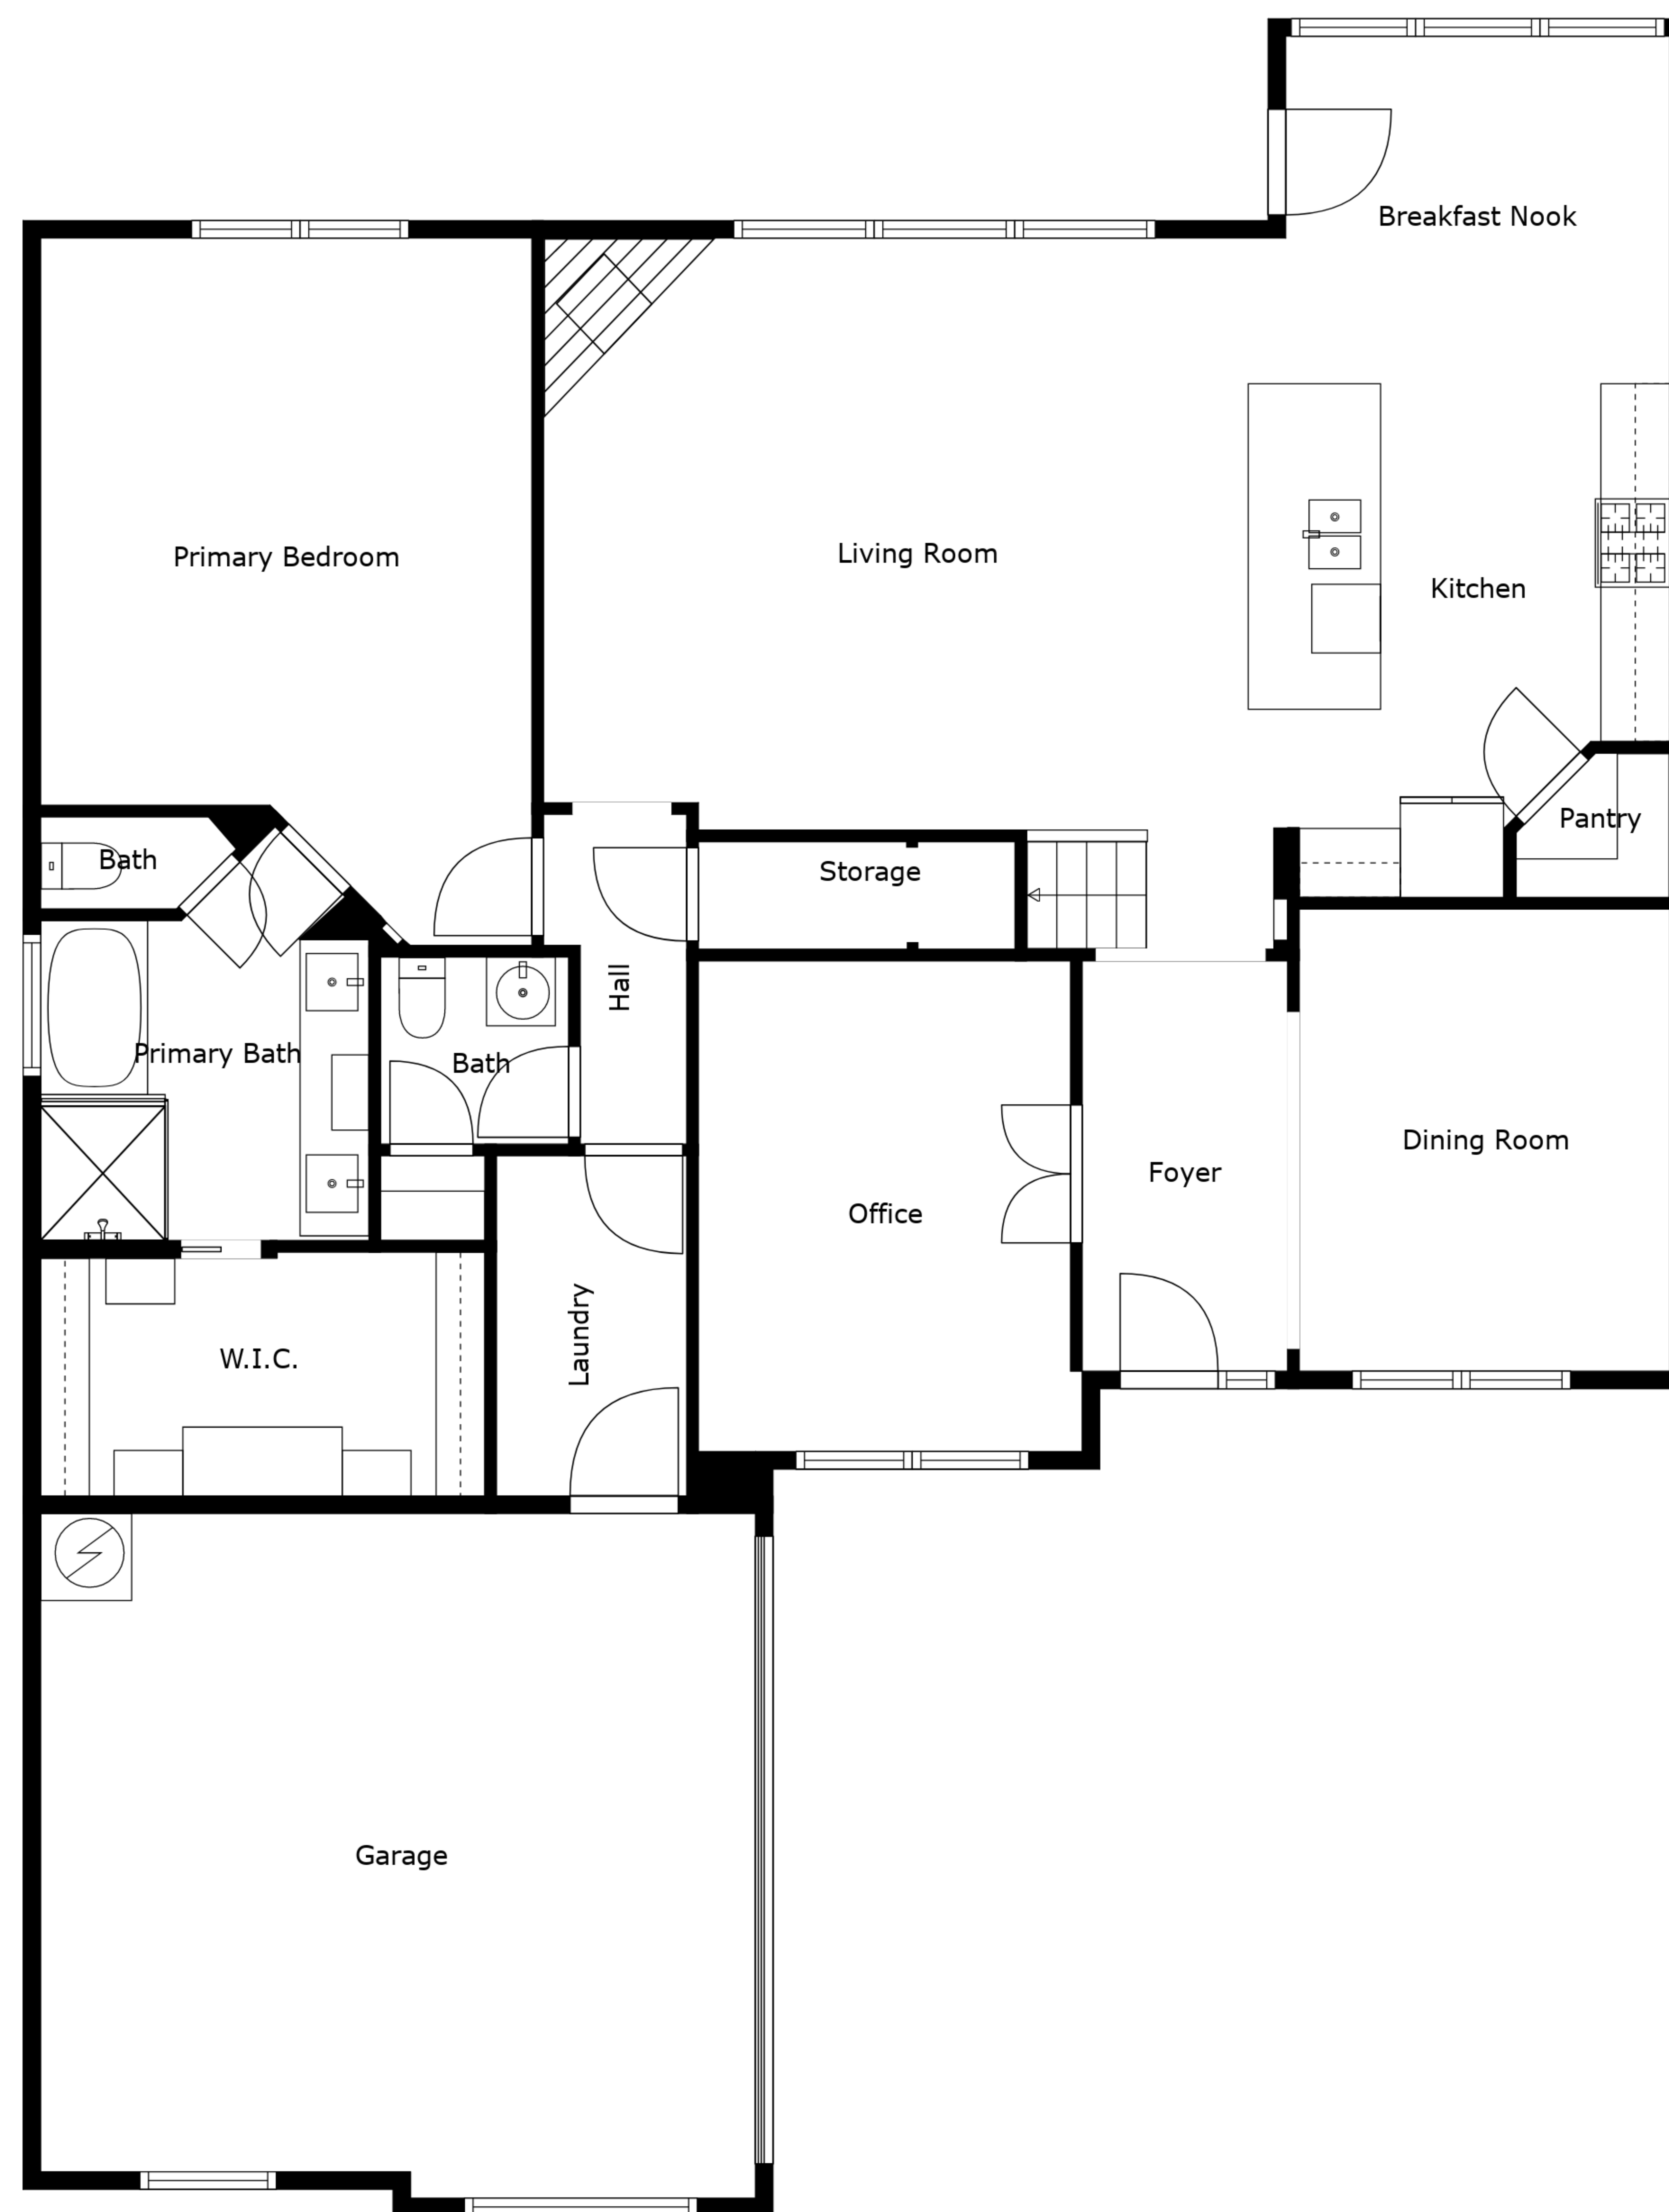 Breakfast Nook
Primary Bedroom
Living Room
Kitchen
Pantry
Bath
Storage
Hall
Primary Bath
Bath
Dining Room
Foyer
Office
Laundry
W.I.C.
Garage